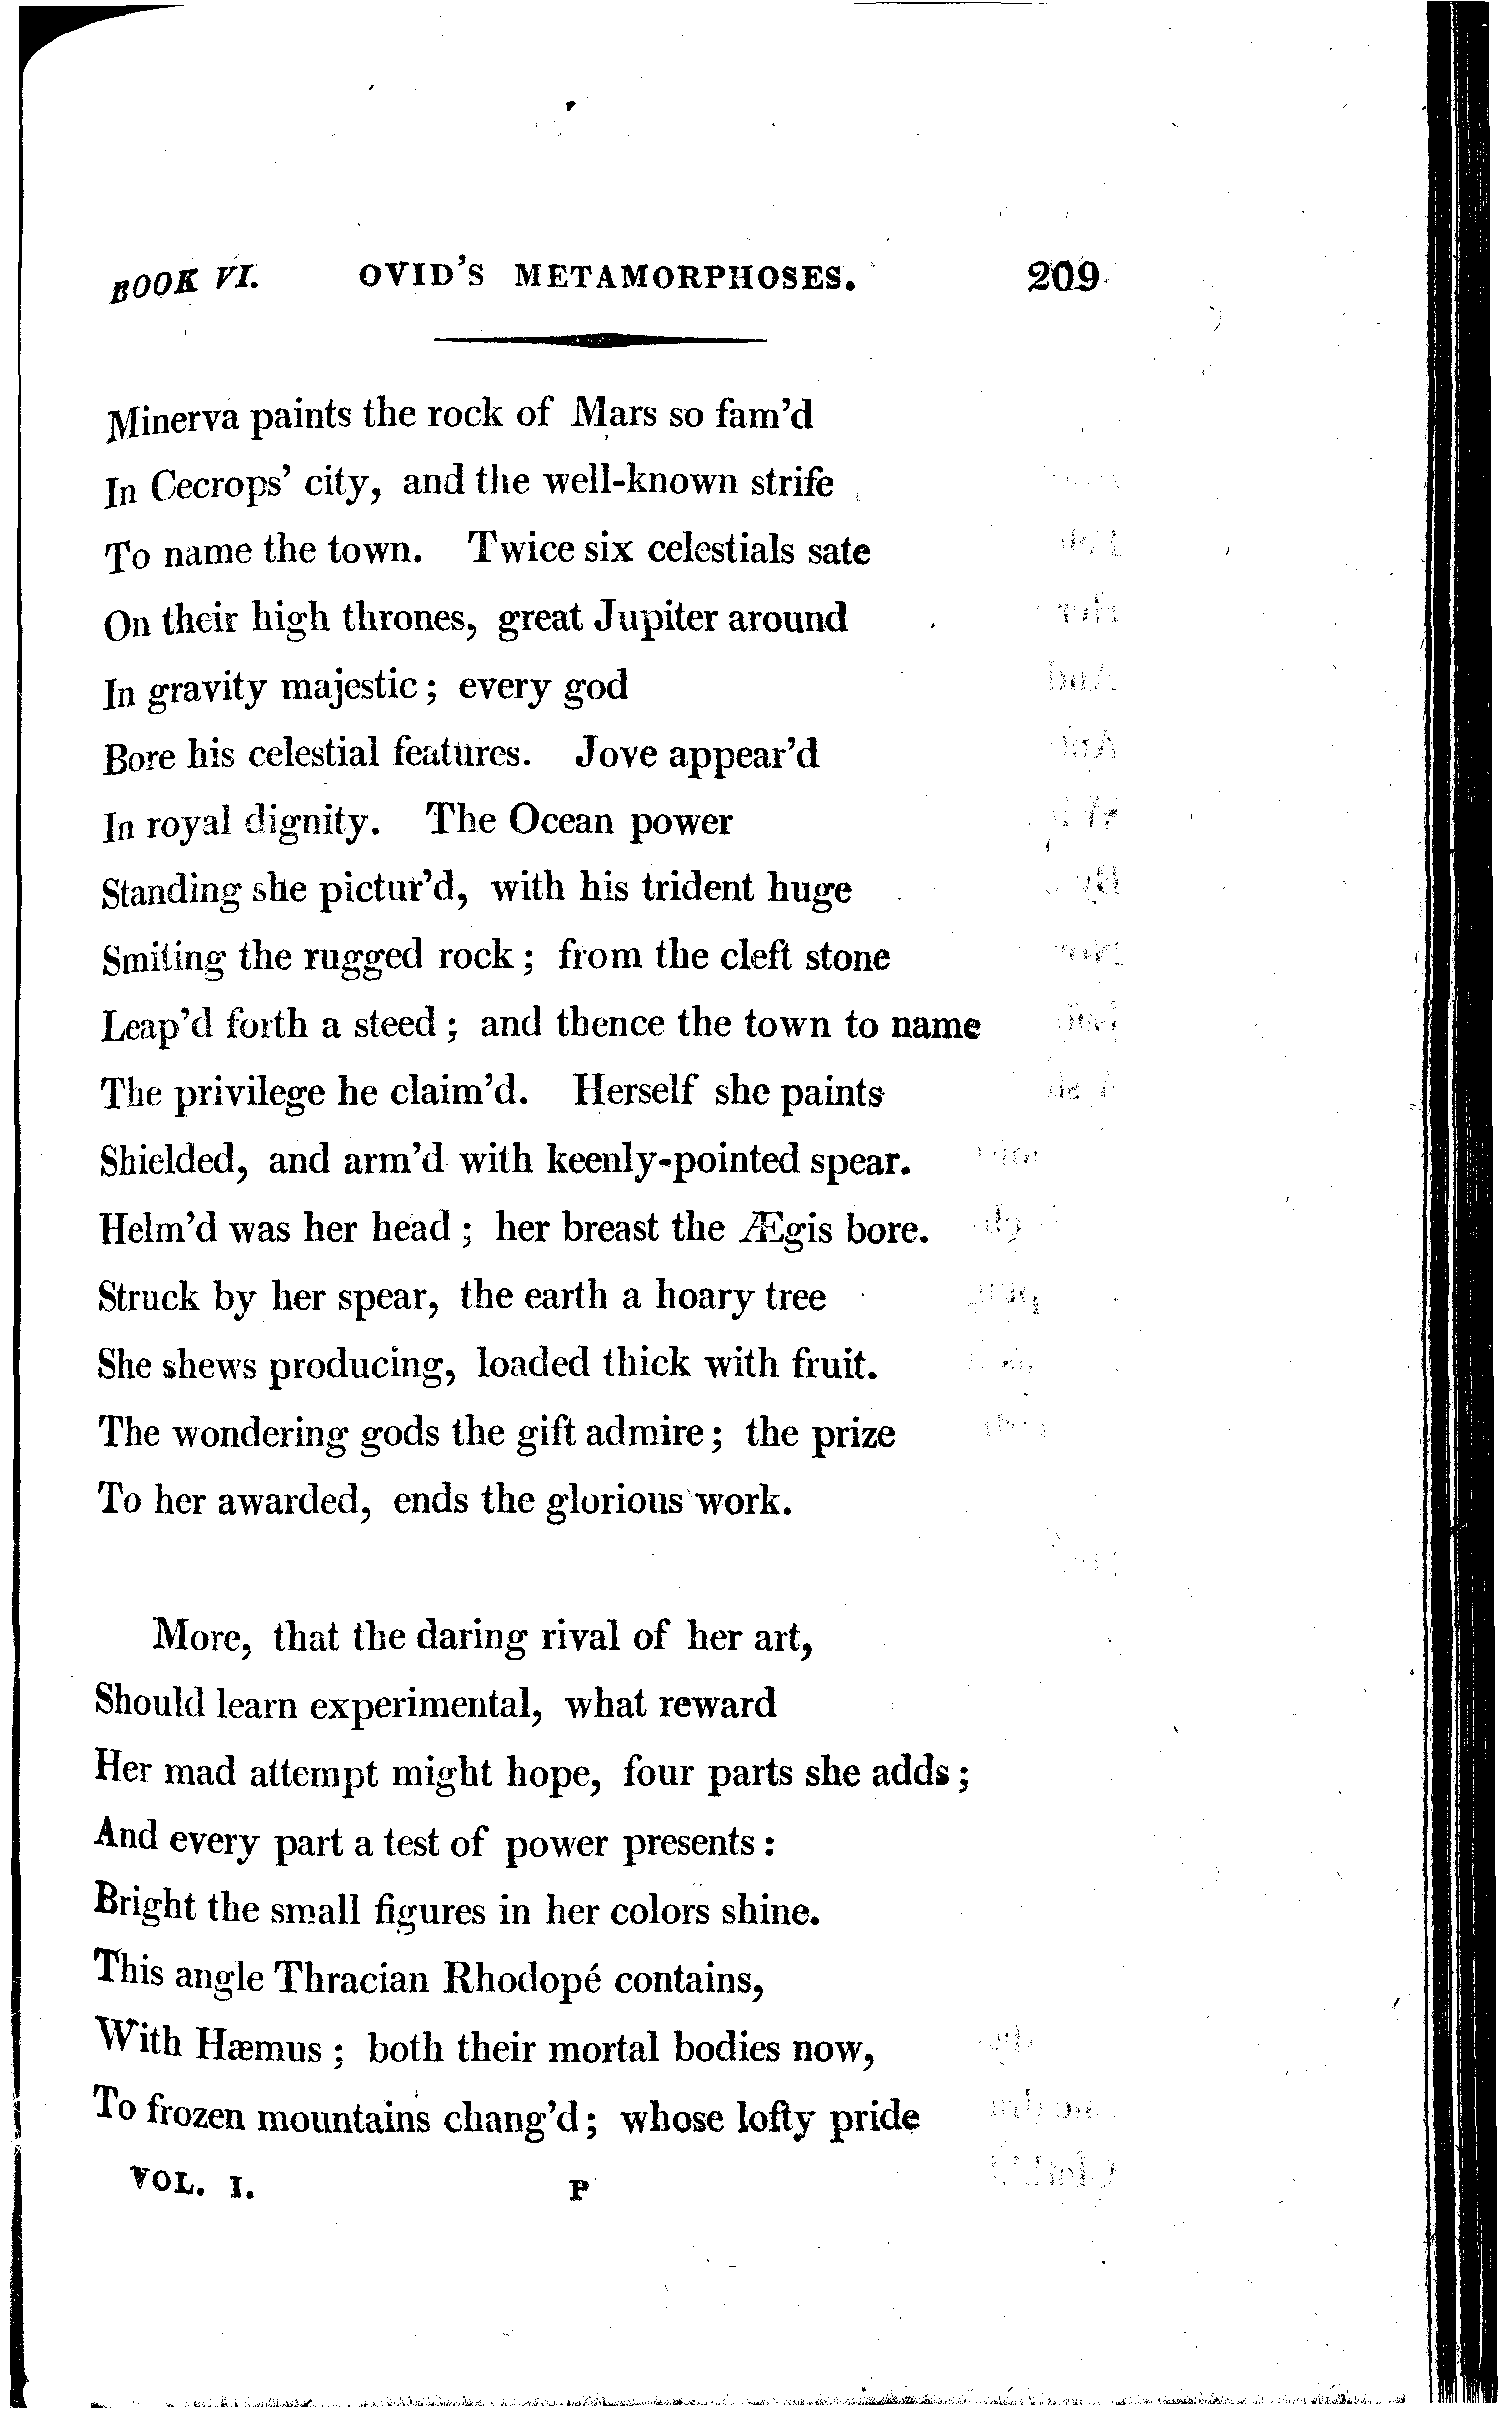 BOOK VI. OVID'S METAMORPHOSES. 209
Minerva paints the rock of Mars so fam'd
In Cecrops' city, and the well-known strife
To name the town. Twice six celestials sate
On their high thrones, great Jupiter around
In gravity majestic; every god
Bore his celestial features. Jove appear'd
In royal dignity. The Ocean power
Standing she pictur'd, with his trident huge
Smiting the rugged rock; from the cleft stone
Leap'd forth a steed; and thence the town to name
The privilege he claim'd. Herself she paints
Shielded, and arm'd with keenly-pointed spear.
Helm'd was her head; her breast the Ægis bore.
Struck by her spear, the earth a hoary tree
She shews producing, loaded thick with fruit.
The wondering gods the gift admire; the prize
To her awarded, ends the glorious work.
More, that the daring rival of her art,
Should learn experimental, what reward
Her mad attempt might hope, four parts she adds;
And every part a test of power presents:
Bright the small figures in her colors shine.
This angle Thracian Rhodopé contains,
With Hæmus; both their mortal bodies now,
To frozen mountains chang'd; whose lofty pride
VOL. I. P